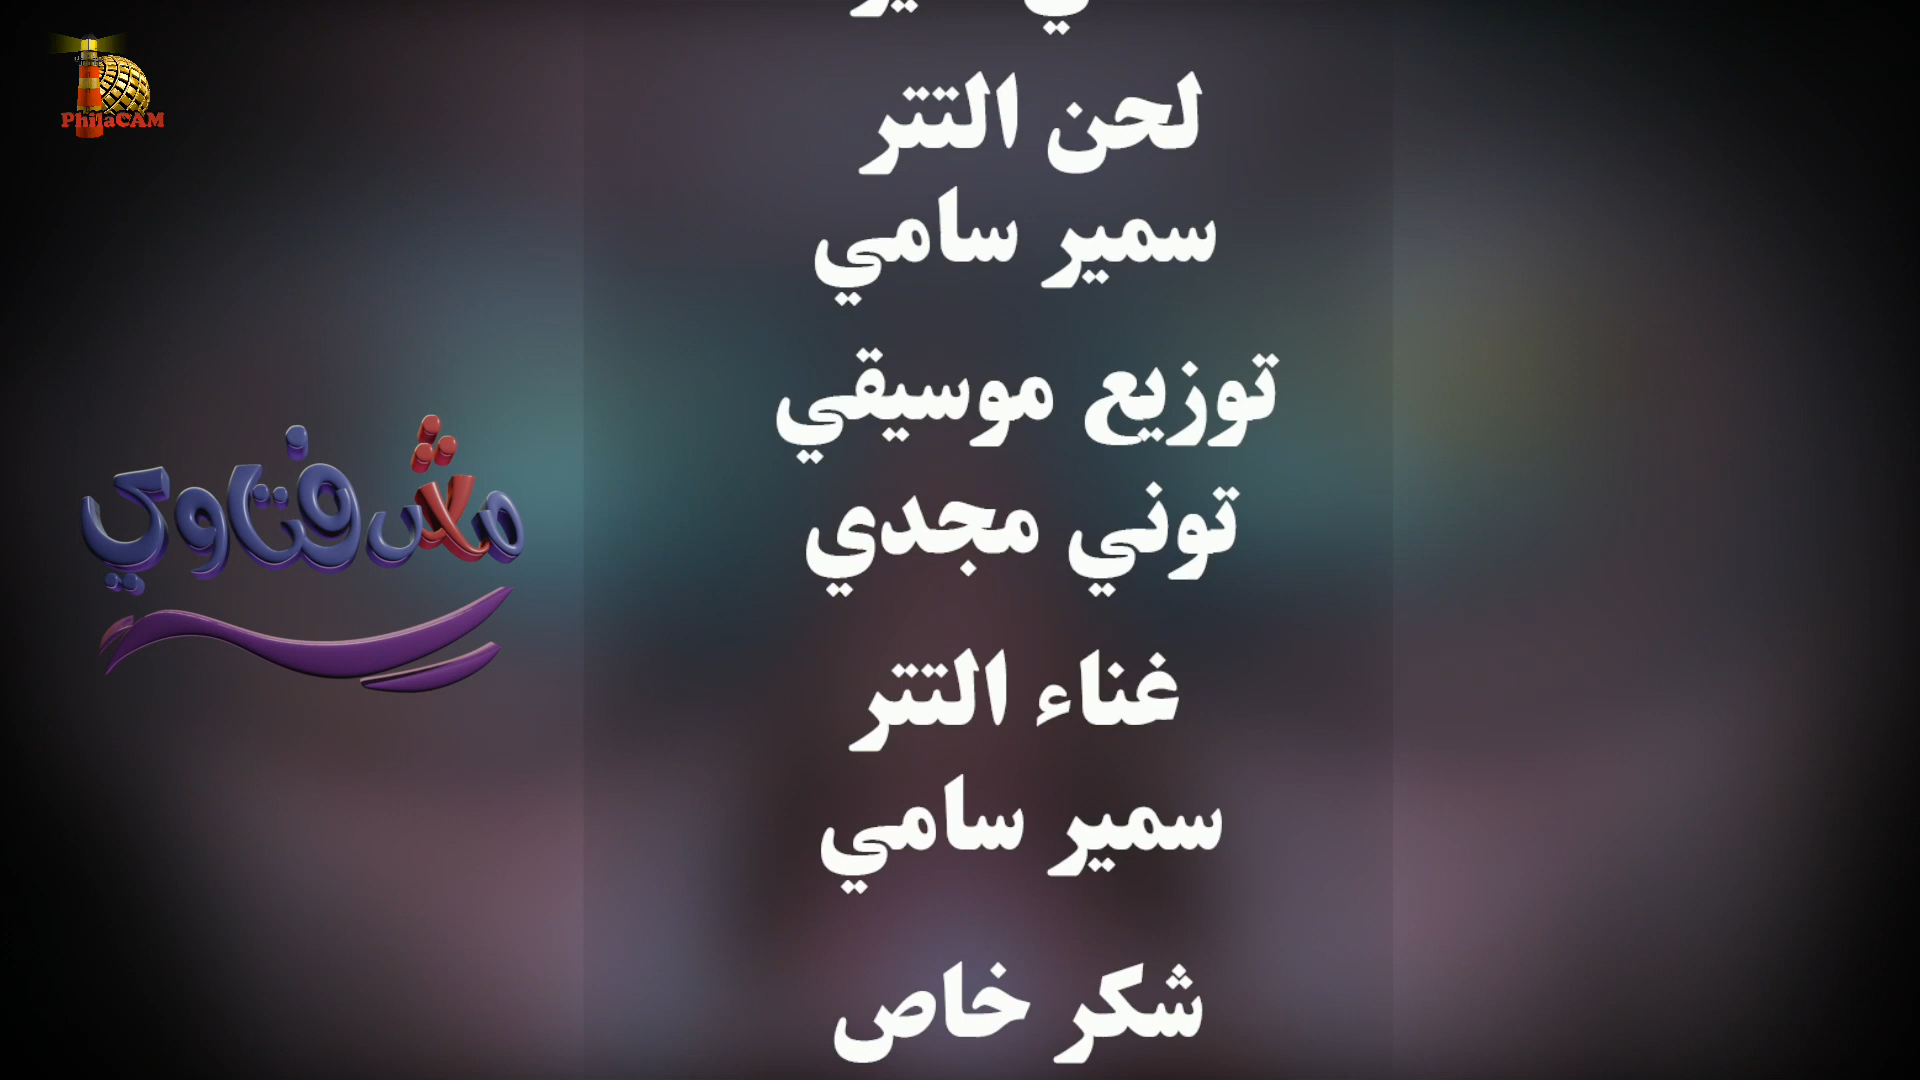 PhilaCAM
لحن التتر
سمير سامي
توزيع موسيقي
توني مجدي
غناء التتر
سمير سامي
شكر خاص
مش فتاوي